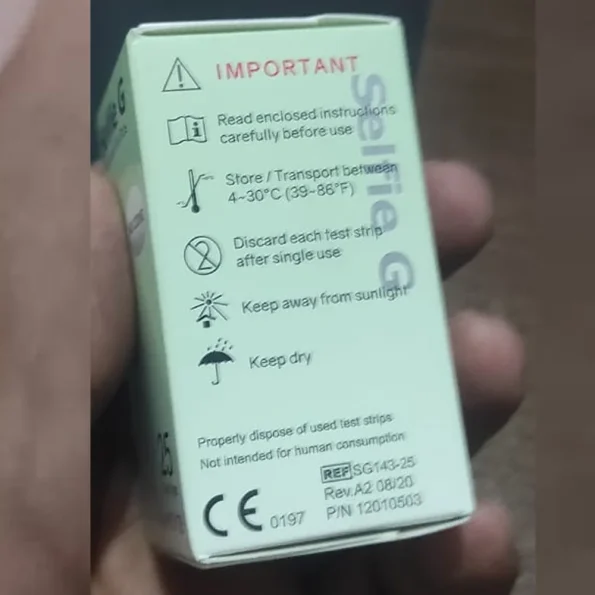 IMPORTANT
Read enclosed instructions
carefully before use
Store / Transport between
4~30°C (39~86°F)
Discard each test strip
after single use
Keep away from sunlight
Keep dry
Selfie G
Properly dispose of used test strips
Not intended for human consumption
REF SG143-25
Rev.A2 08/20
P/N 12010503
CE 0197
G
25